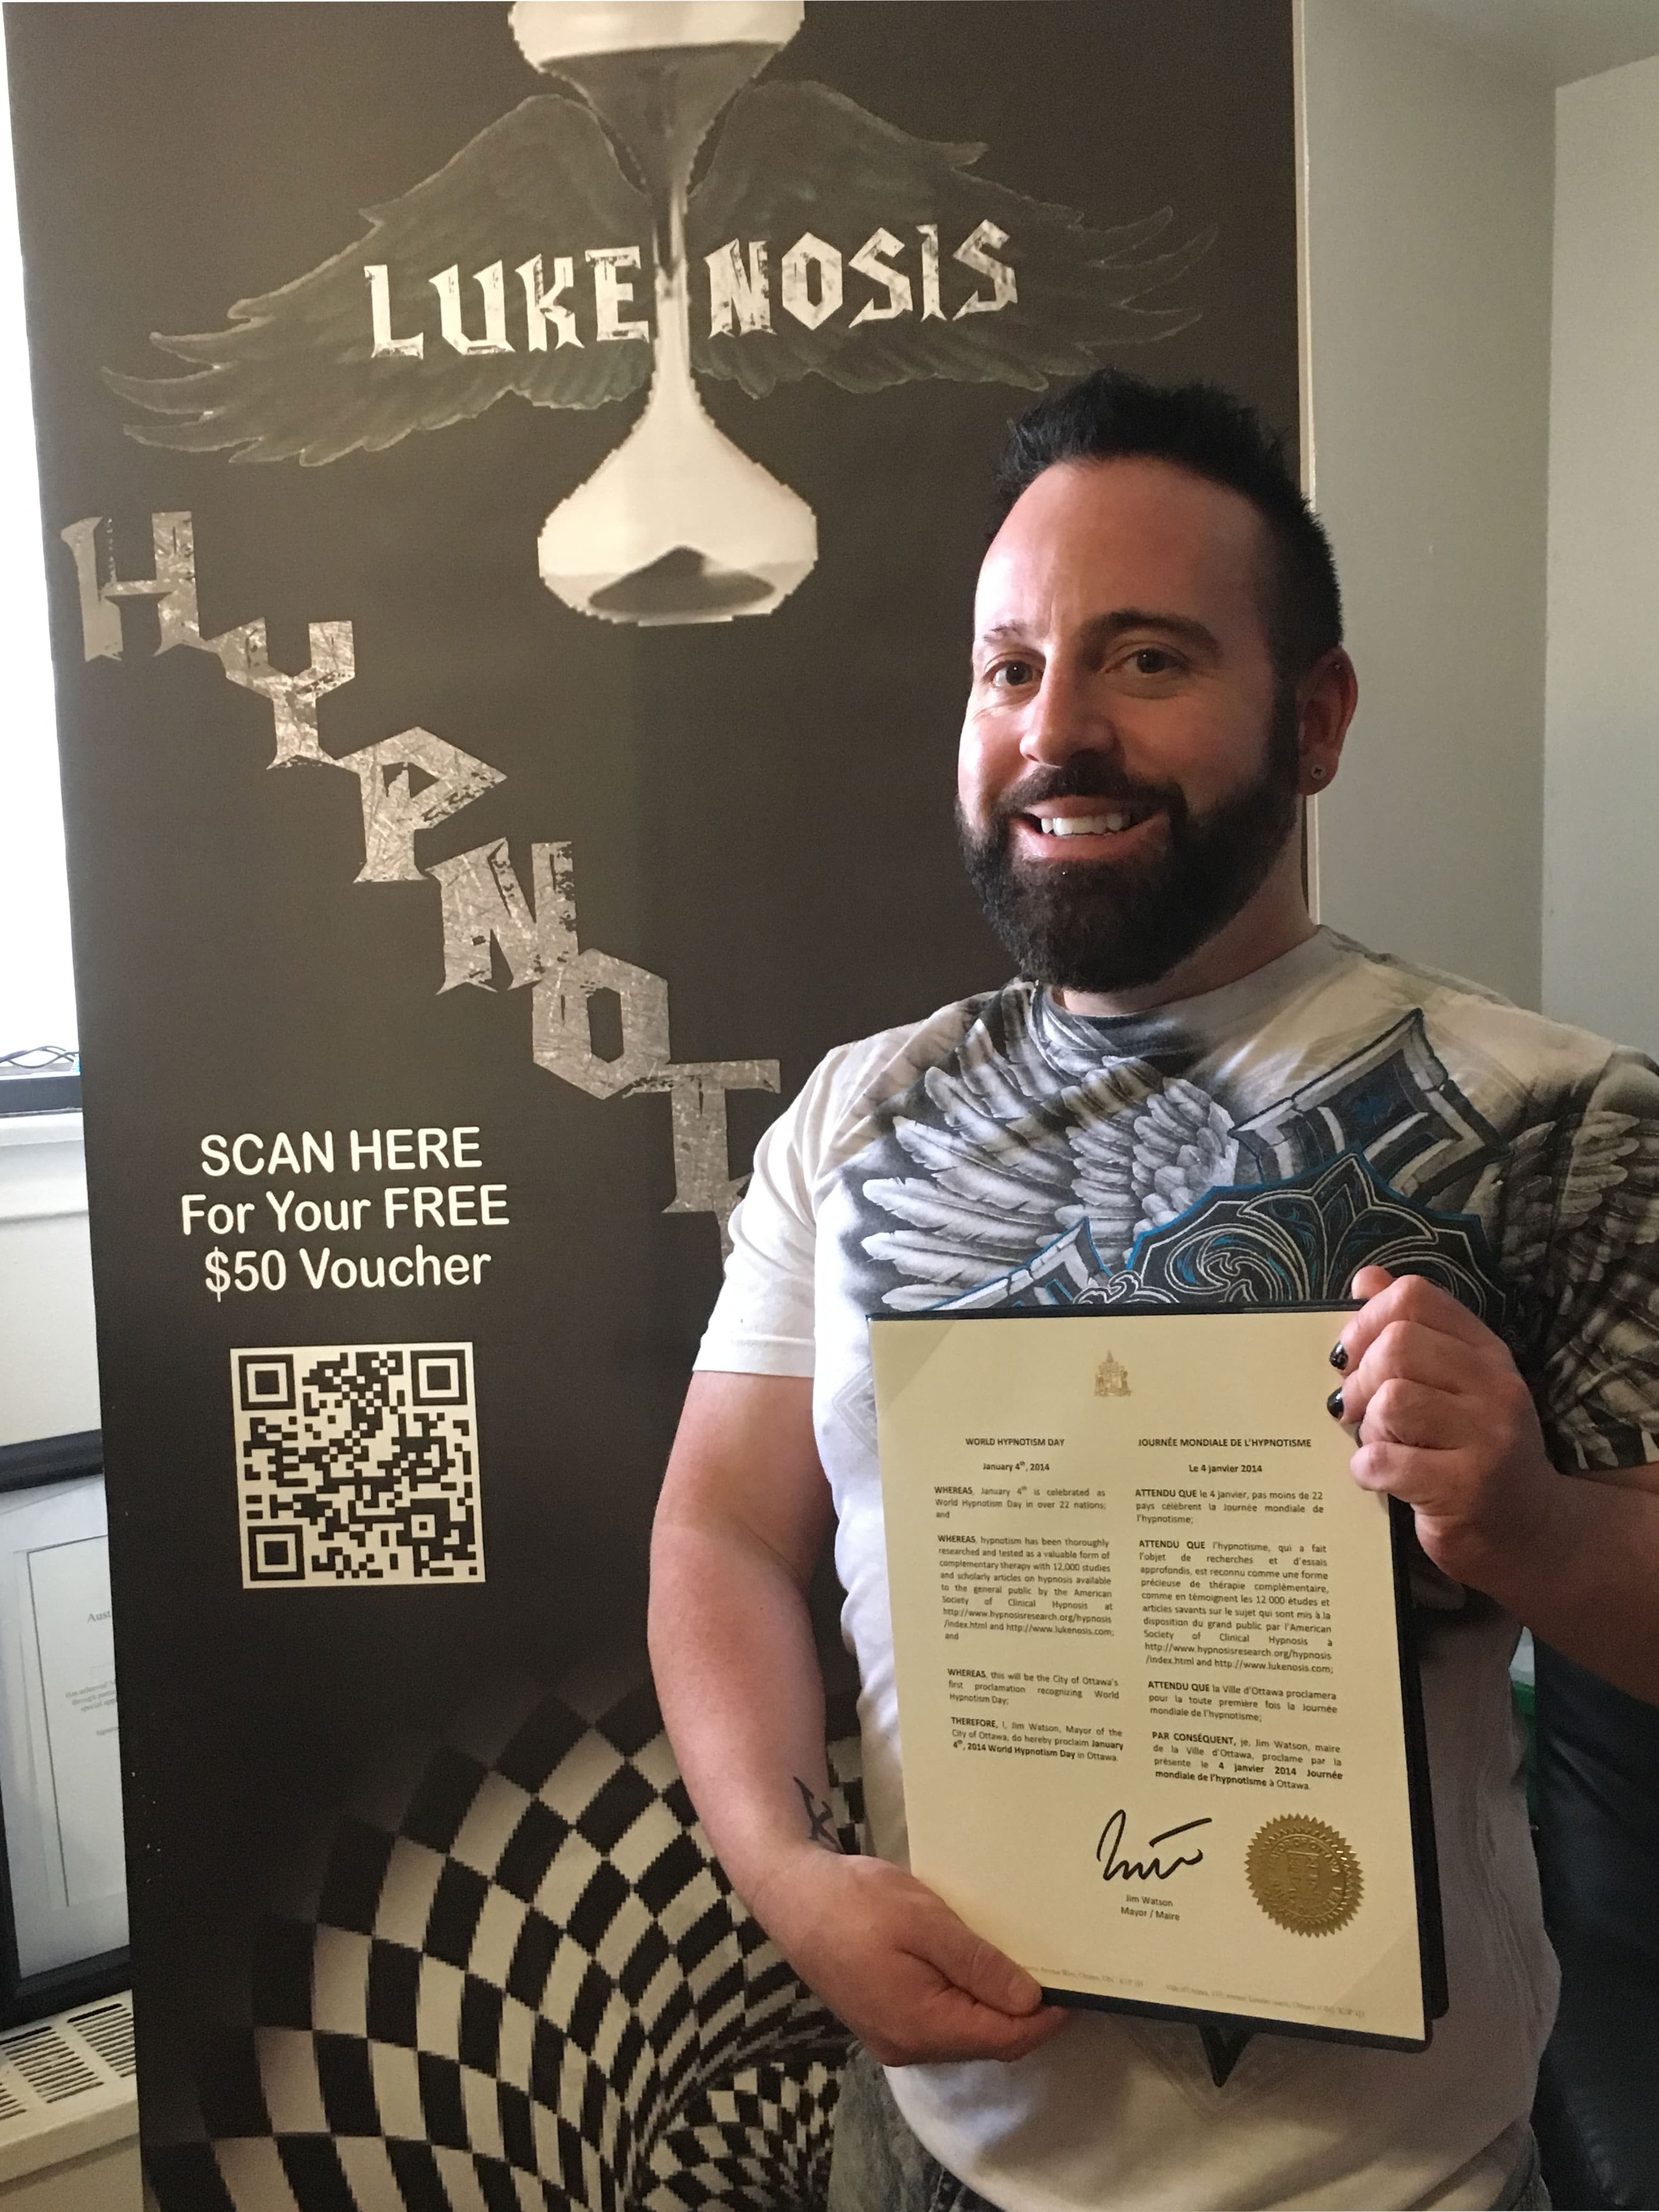 LUKE NOSIS
HYPNOT
SCAN HERE
For Your FREE
$50 Voucher
Aust
WORLD HYPNOTISM DAY
January 4th, 2014
WHEREAS, January 4th is celebrated as
World Hypnotism Day in over 22 nations;
and
WHEREAS, hypnotism has been thoroughly
researched and tested as a valuable form of
complementary therapy with 12,000 studies
and scholarly articles on hypnosis available
to the general public by the American
Society of Clinical Hypnosis at
http://www.hypnosisresearch.org/hypnosis
/index.html and http://www.lukenosis.com;
and
WHEREAS, this will be the City of Ottawa's
first proclamation recognizing World
Hypnotism Day;
THEREFORE, I, Jim Watson, Mayor of the
City of Ottawa, do hereby proclaim January
4th, 2014 World Hypnotism Day in Ottawa.
JOURNÉE MONDIALE DE L'HYPNOTISME
Le 4 janvier 2014
ATTENDU QUE le 4 janvier, pas moins de 22
pays célèbrent la Journée mondiale de
l'hypnotisme;
ATTENDU QUE l'hypnotisme, qui a fait
l'objet de recherches et d'essais
approfondis, est reconnu comme une forme
précieuse de thérapie complémentaire,
comme en témoignent les 12 000 études et
articles savants sur le sujet qui sont mis à la
disposition du grand public par l'American
Society of Clinical Hypnosis à
http://www.hypnosisresearch.org/hypnosis
/index.html and http://www.lukenosis.com;
ATTENDU QUE la Ville d'Ottawa proclamera
pour la toute première fois la Journée
mondiale de l'hypnotisme;
PAR CONSÉQUENT, je, Jim Watson, maire
de la Ville d'Ottawa, proclame par la
présente le 4 janvier 2014 Journée
mondiale de l'hypnotisme à Ottawa.
Jim Watson
Mayor / Maire